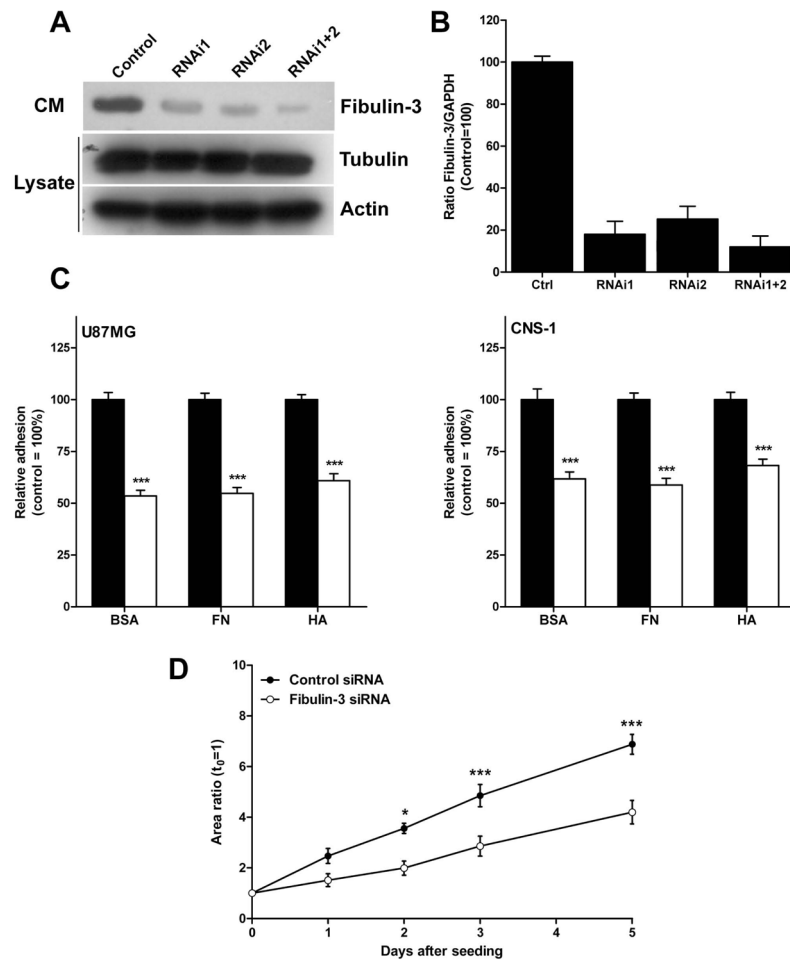 A
Control
RNAi1
RNAi2
RNAi1+2
CM
Fibulin-3
Tubulin
Lysate
Actin
B
Ratio Fibulin-3/GAPDH
(Control=100)
120
100
80
60
40
20
0
Ctrl
RNAi1
RNAi2
RNAi1+2
C
U87MG
Relative adhesion
(control = 100%)
125
100
75
50
25
0
***
***
***
BSA
FN
HA
CNS-1
Relative adhesion
(control = 100%)
125
100
75
50
25
0
***
***
***
BSA
FN
HA
D
Control siRNA
Fibulin-3 siRNA
Area ratio (t₀=1)
10
8
6
4
2
0
*
***
***
0
1
2
3
4
5
Days after seeding